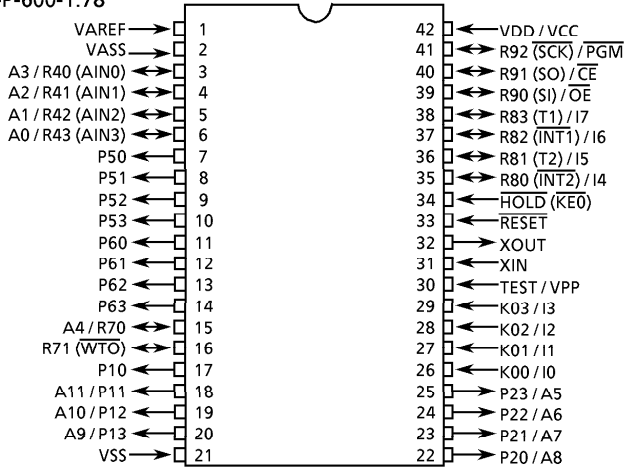 P-600-1.78
VAREF 1 42 VDD / VCC
VASS 2 41 R92 (SCK) / PGM
A3 / R40 (AIN0) 3 40 R91 (SO) / CE
A2 / R41 (AIN1) 4 39 R90 (SI) / OE
A1 / R42 (AIN2) 5 38 R83 (T1) / I7
A0 / R43 (AIN3) 6 37 R82 (INT1) / I6
P50 7 36 R81 (T2) / I5
P51 8 35 R80 (INT2) / I4
P52 9 34 HOLD (KE0)
P53 10 33 RESET
P60 11 32 XOUT
P61 12 31 XIN
P62 13 30 TEST / VPP
P63 14 29 K03 / I3
A4 / R70 15 28 K02 / I2
R71 (WTO) 16 27 K01 / I1
P10 17 26 K00 / I0
A11 / P11 18 25 P23 / A5
A10 / P12 19 24 P22 / A6
A9 / P13 20 23 P21 / A7
VSS 21 22 P20 / A8